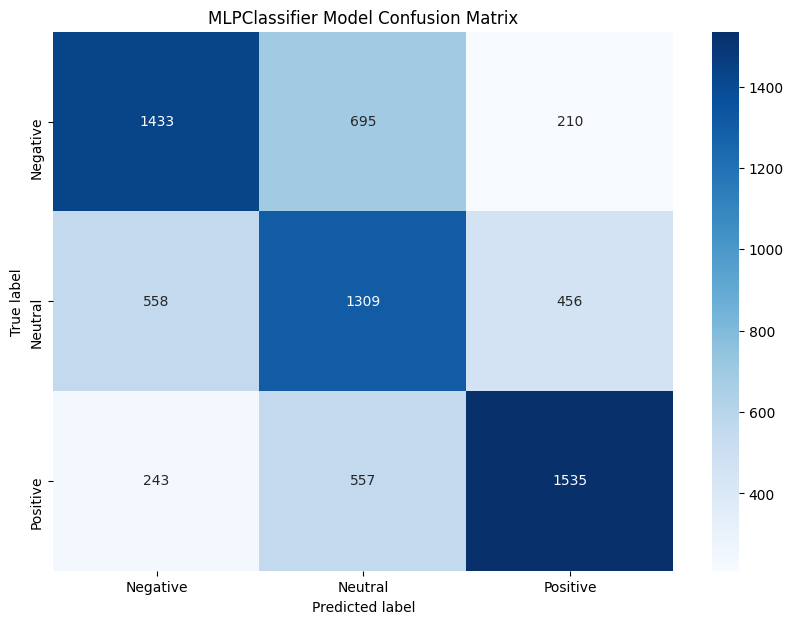 MLPClassifier Model Confusion Matrix
True label
Negative
1433 695 210
Neutral
558 1309 456
Positive
243 557 1535
Negative Neutral Positive
Predicted label
1400
1200
1000
800
600
400